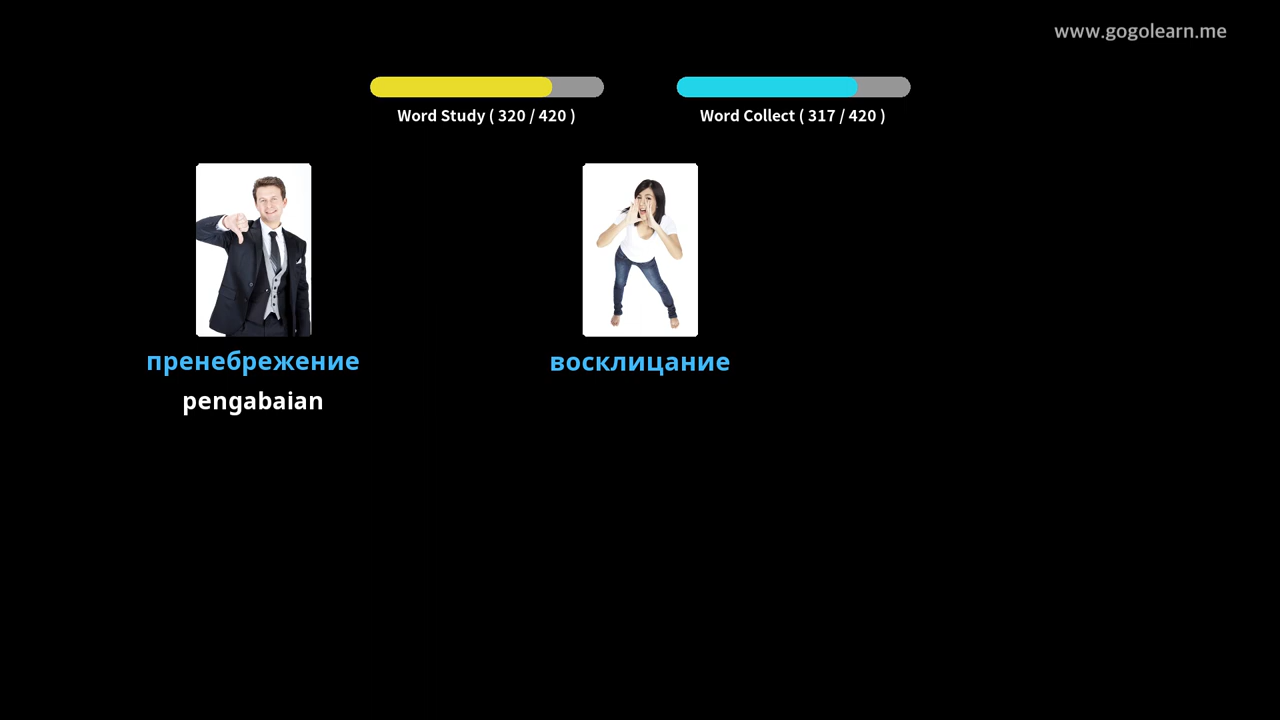 www.gogolearn.me
Word Study ( 320 / 420 )
Word Collect ( 317 / 420 )
пренебрежение
восклицание
pengabaian